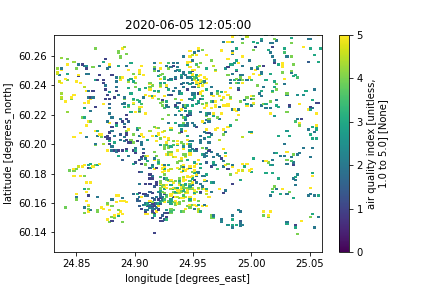 2020-06-05 12:05:00
60.26
60.24
60.22
60.20
60.18
60.16
60.14
latitude [degrees_north]
24.85 24.90 24.95 25.00 25.05
longitude [degrees_east]
5
4
3
2
1
0
air quality index [unitless,
1.0 to 5.0] [None]